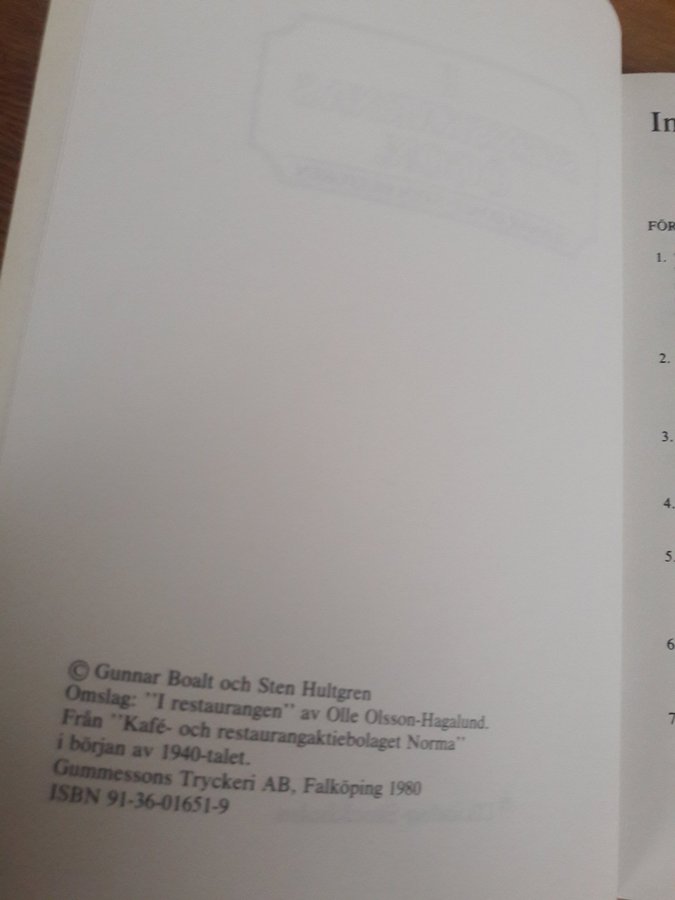 © Gunnar Boalt och Sten Hultgren
Omslag: "I restaurangen" av Olle Olsson-Hagalund.
Från "Kafé- och restaurangaktiebolaget Norma"
i början av 1940-talet.
Gummessons Tryckeri AB, Falköping 1980
ISBN 91-36-01651-9
In
FÖR
1.
2.
3.
4.
5.
6
7